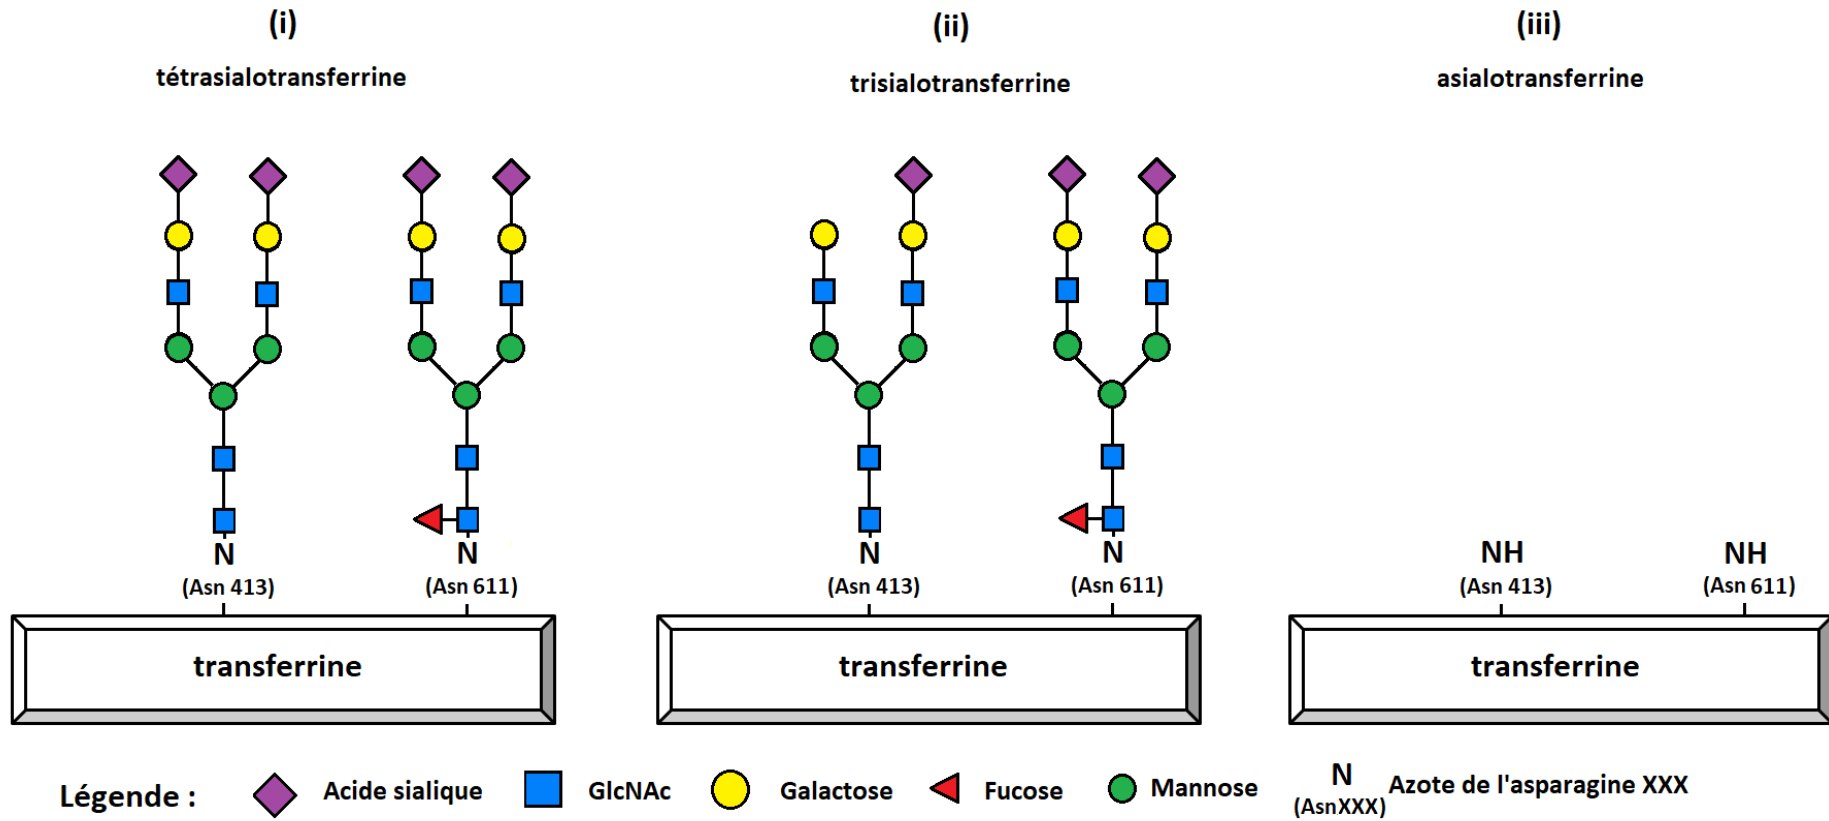 (i)
(ii)
(iii)
tétrasialotransferrine
trisialotransferrine
asialotransferrine
N
N
N
N
NH
NH
(Asn 413)
(Asn 611)
(Asn 413)
(Asn 611)
(Asn 413)
(Asn 611)
transferrine
transferrine
transferrine
Légende :
Acide sialique
GlcNAc
Galactose
Fucose
Mannose
N
(AsnXXX)
Azote de l'asparagine XXX